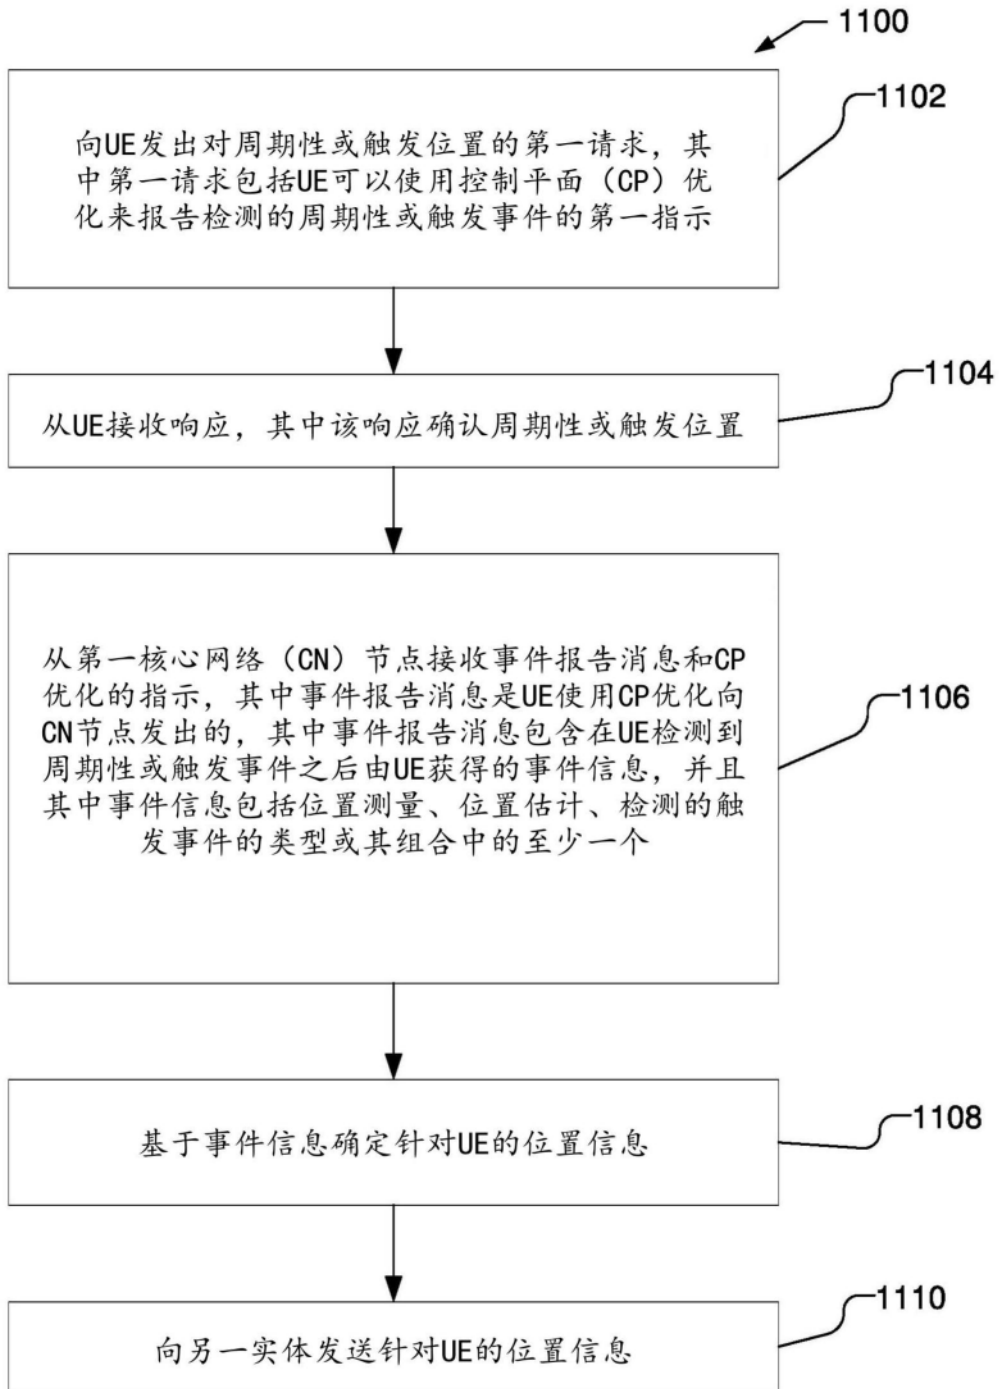 1100
1102
向UE发出对周期性或触发位置的第一请求，其
中第一请求包括UE可以使用控制平面（CP）优
化来报告检测的周期性或触发事件的第一指示
1104
从UE接收响应，其中该响应确认周期性或触发位置
从第一核心网络（CN）节点接收事件报告消息和CP
优化的指示，其中事件报告消息是UE使用CP优化向
CN节点发出的，其中事件报告消息包含在UE检测到
周期性或触发事件之后由UE获得的事件信息，并且
其中事件信息包括位置测量、位置估计、检测的触
发事件的类型或其组合中的至少一个
1106
1108
基于事件信息确定针对UE的位置信息
1110
向另一实体发送针对UE的位置信息